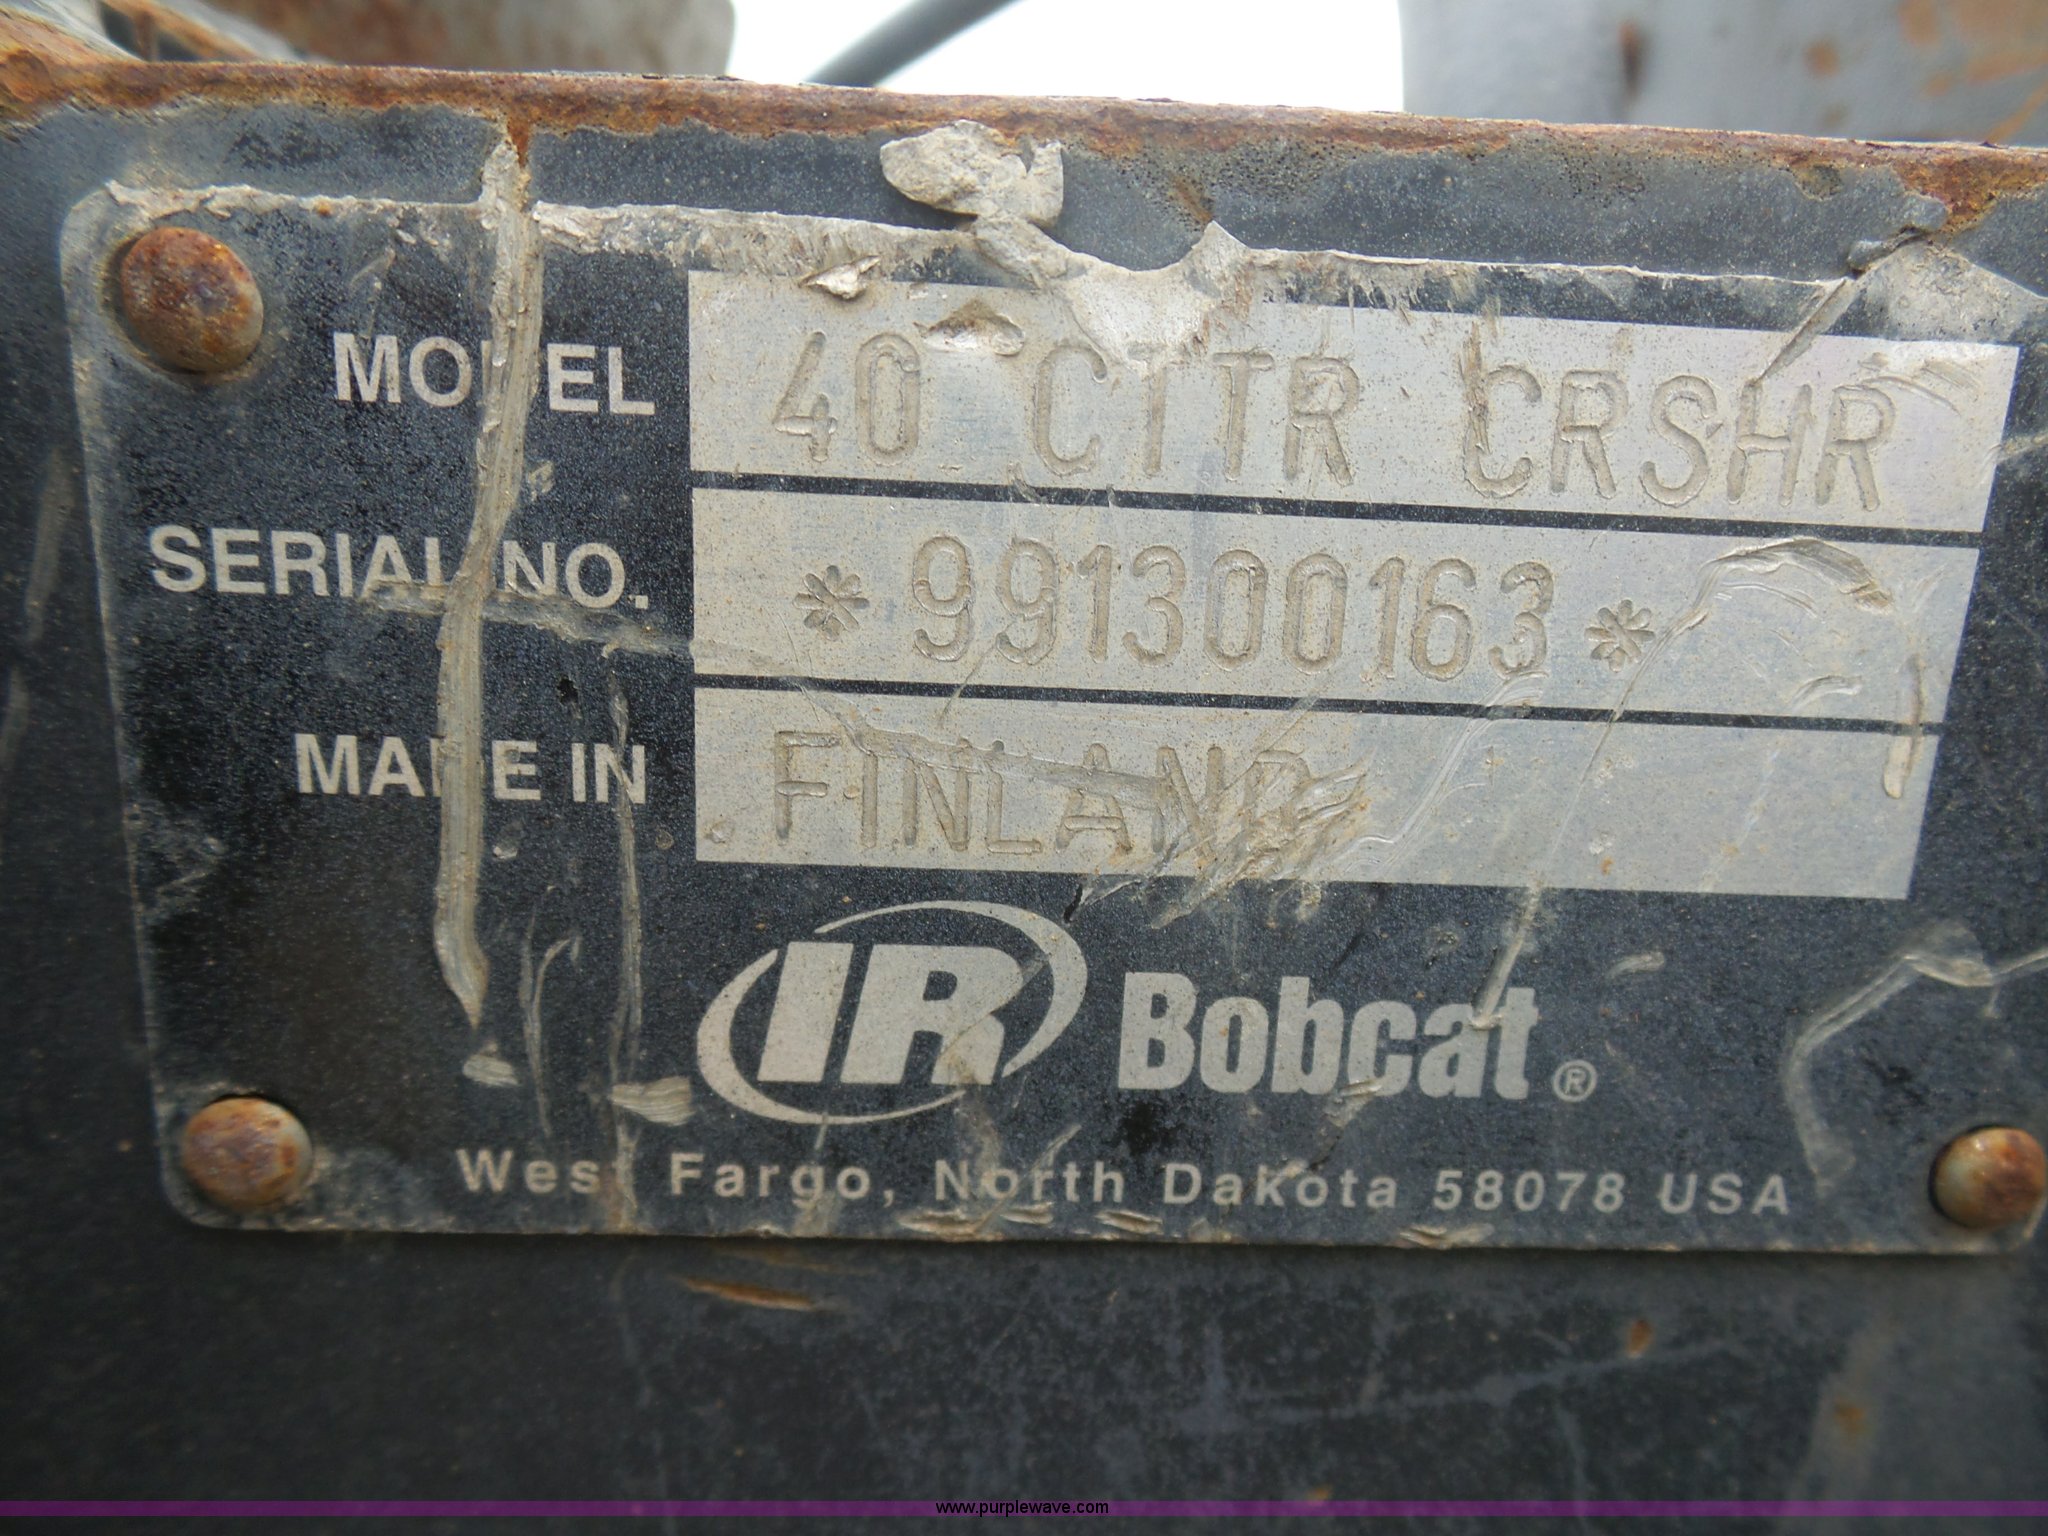 MODEL 40 CTTR CRSHR
SERIAL NO. *991300163*
MADE IN FINLAND
IR Bobcat®
West Fargo, North Dakota 58078 USA
www.purplewave.com